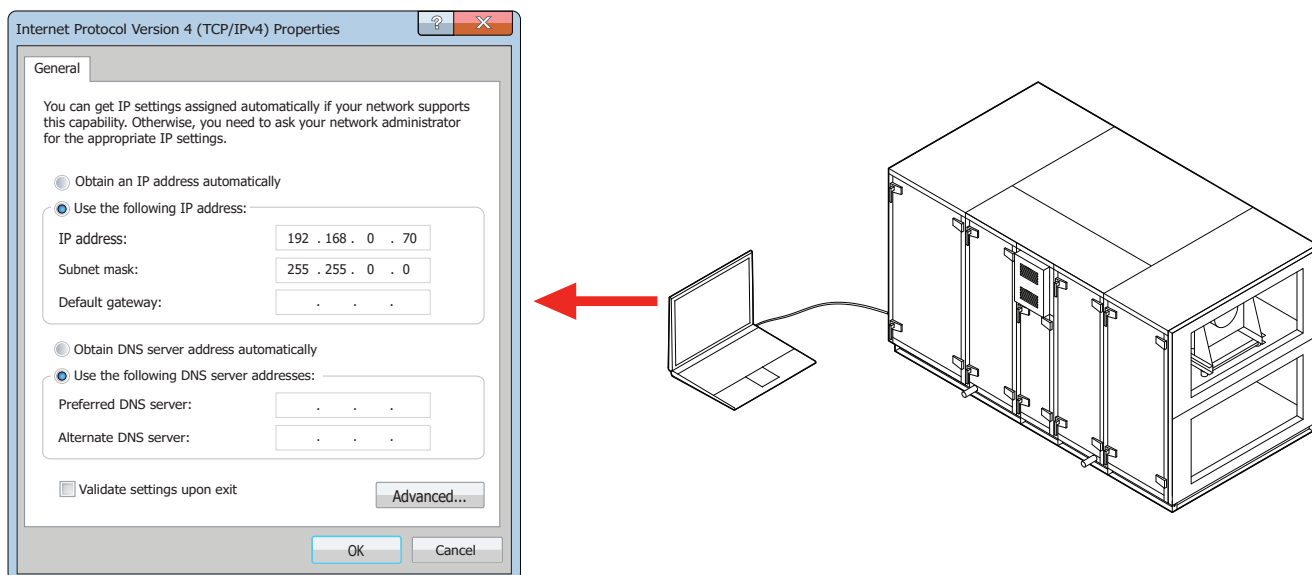 Internet Protocol Version 4 (TCP/IPv4) Properties
?
X
General
You can get IP settings assigned automatically if your network supports
this capability. Otherwise, you need to ask your network administrator
for the appropriate IP settings.
Obtain an IP address automatically
Use the following IP address:
IP address: 192 . 168 . 0 . 70
Subnet mask: 255 . 255 . 0 . 0
Default gateway: . . .
Obtain DNS server address automatically
Use the following DNS server addresses:
Preferred DNS server: . . .
Alternate DNS server: . . .
Validate settings upon exit
Advanced...
OK Cancel